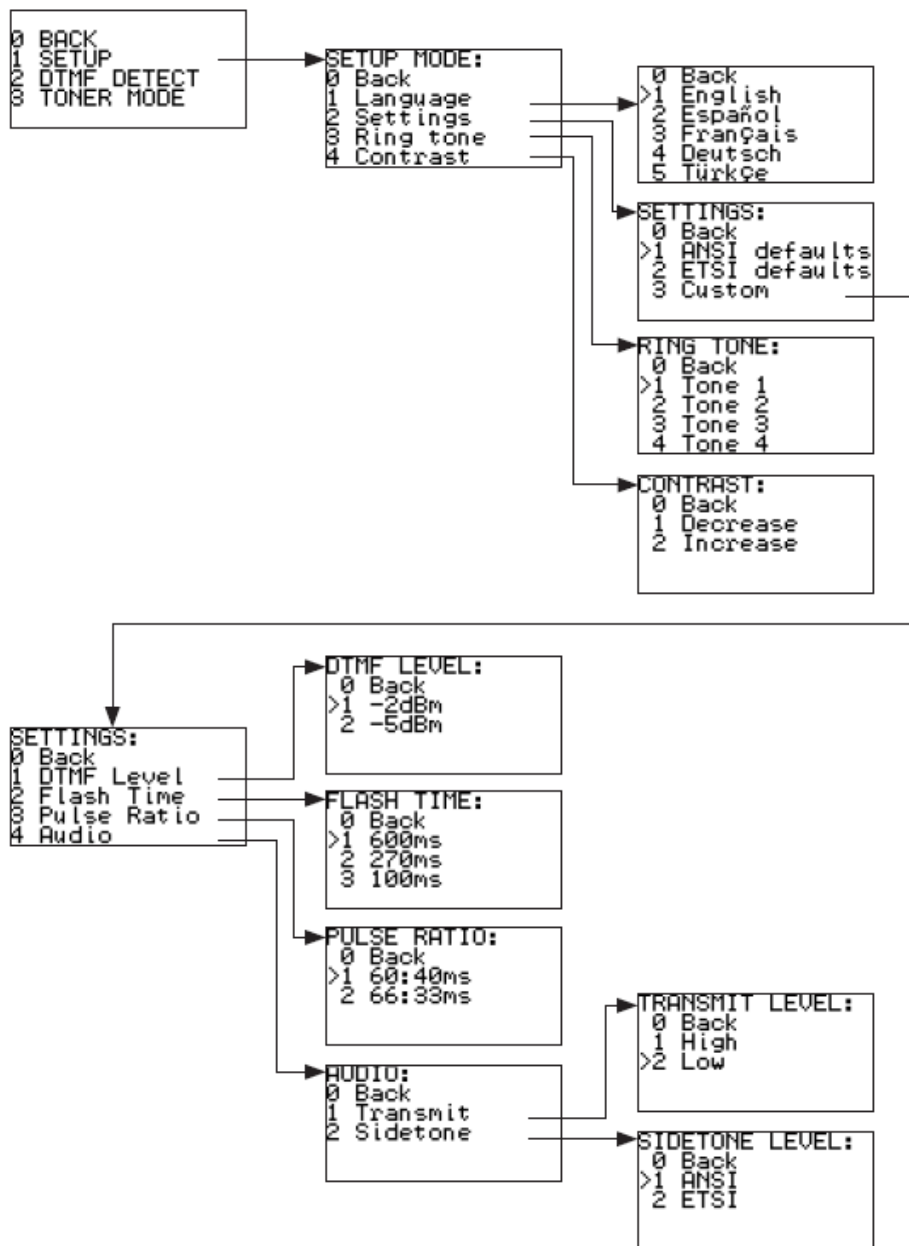 0 BACK
1 SETUP
2 DTMF DETECT
3 TONER MODE
SETUP MODE:
0 Back
1 Language
2 Settings
3 Ring tone
4 Contrast
0 Back
>1 English
2 Español
3 Français
4 Deutsch
5 Türkçe
SETTINGS:
0 Back
>1 ANSI defaults
2 ETSI defaults
3 Custom
RING TONE:
0 Back
>1 Tone 1
2 Tone 2
3 Tone 3
4 Tone 4
CONTRAST:
0 Back
1 Decrease
2 Increase
SETTINGS:
0 Back
1 DTMF Level
2 Flash Time
3 Pulse Ratio
4 Audio
DTMF LEVEL:
0 Back
>1 -2dBm
2 -5dBm
FLASH TIME:
0 Back
>1 600ms
2 270ms
3 100ms
PULSE RATIO:
0 Back
>1 60:40ms
2 66:33ms
AUDIO:
0 Back
1 Transmit
2 Sidetone
TRANSMIT LEVEL:
0 Back
1 High
>2 Low
SIDETONE LEVEL:
0 Back
>1 ANSI
2 ETSI